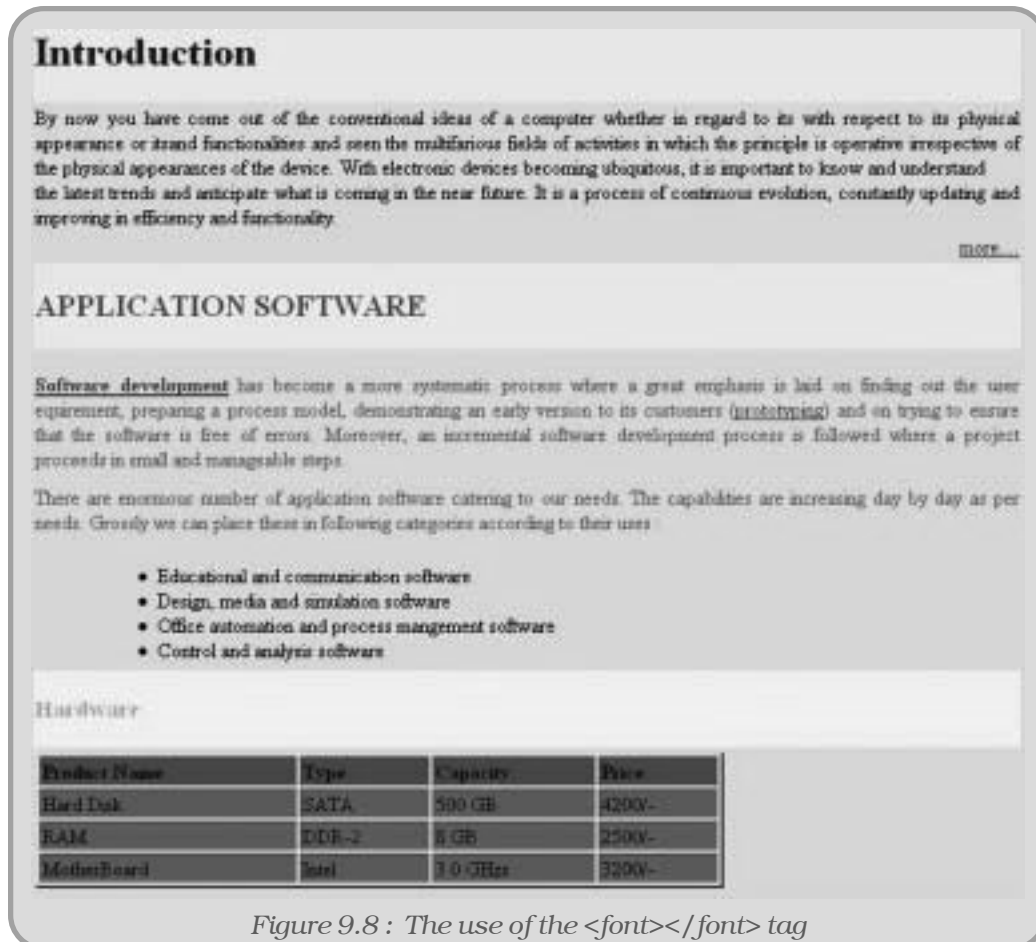 Introduction
By now you have come out of the conventional ideas of a computer whether in regard to its with respect to its physical
appearance or itsand functionalities and seen the multifarious fields of activities in which the principle is operative irrespective of
the physical appearances of the device. With electronic devices becoming ubiquitous, it is important to know and understand
the latest trends and anticipate what is coming in the near future. It is a process of continuous evolution, constantly updating and
improving in efficiency and functionality.
more....
APPLICATION SOFTWARE
Software development has become a more systematic process where a great emphasis is laid on finding out the user
equirement, preparing a process model, demonstrating an early version to its customers (prototyping) and on trying to ensure
that the software is free of errors. Moreover, an incremental software development process is followed where a project
proceeds in small and manageable steps.
There are enormous number of application software catering to our needs. The capabilities are increasing day by day as per
needs. Grossly we can place these in following categories according to their uses :
• Educational and communication software
• Design, media and simulation software
• Office automation and process mangement software
• Control and analysis software
Hardware
Product Name Type Capacity Price
Hard Disk SATA 500 GB 4200/-
RAM DDR-2 8 GB 2500/-
MotherBoard Intel 3.0 GHzs 3200/-
Figure 9.8 : The use of the <font></font> tag